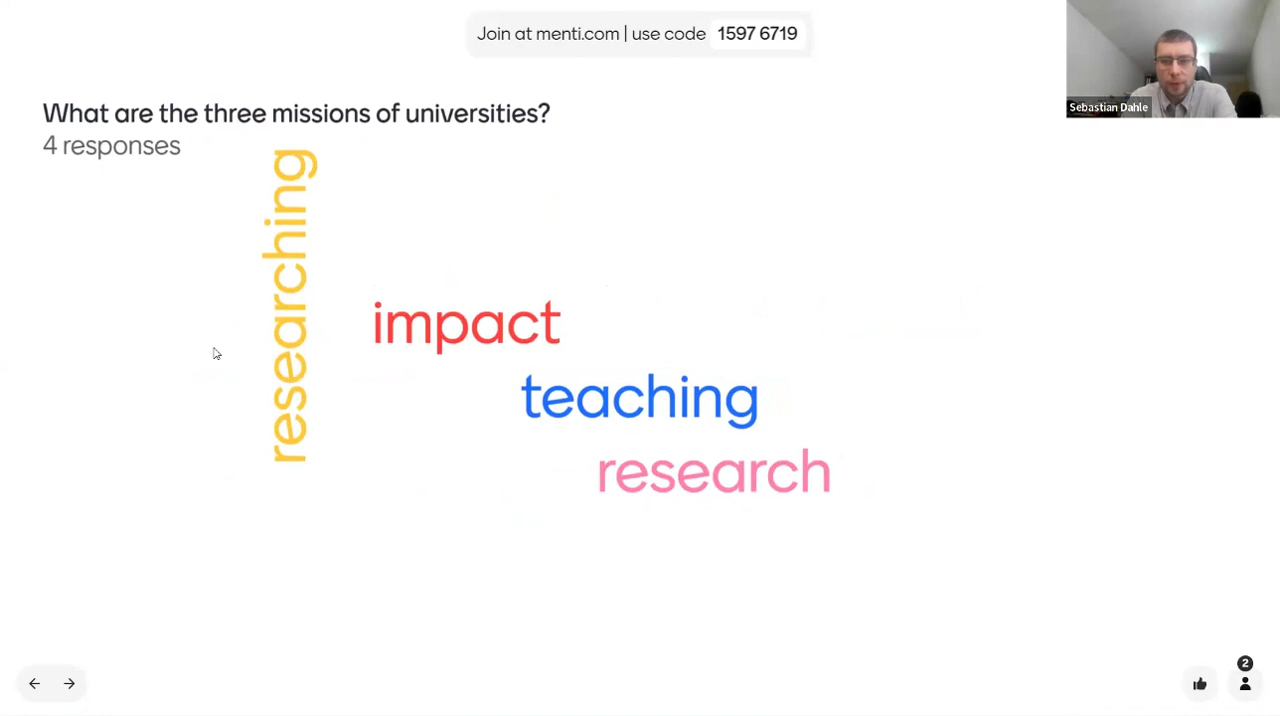 Join at menti.com | use code 1597 6719
Sebastian Dahle
What are the three missions of universities?
4 responses
researching
impact
teaching
research
2